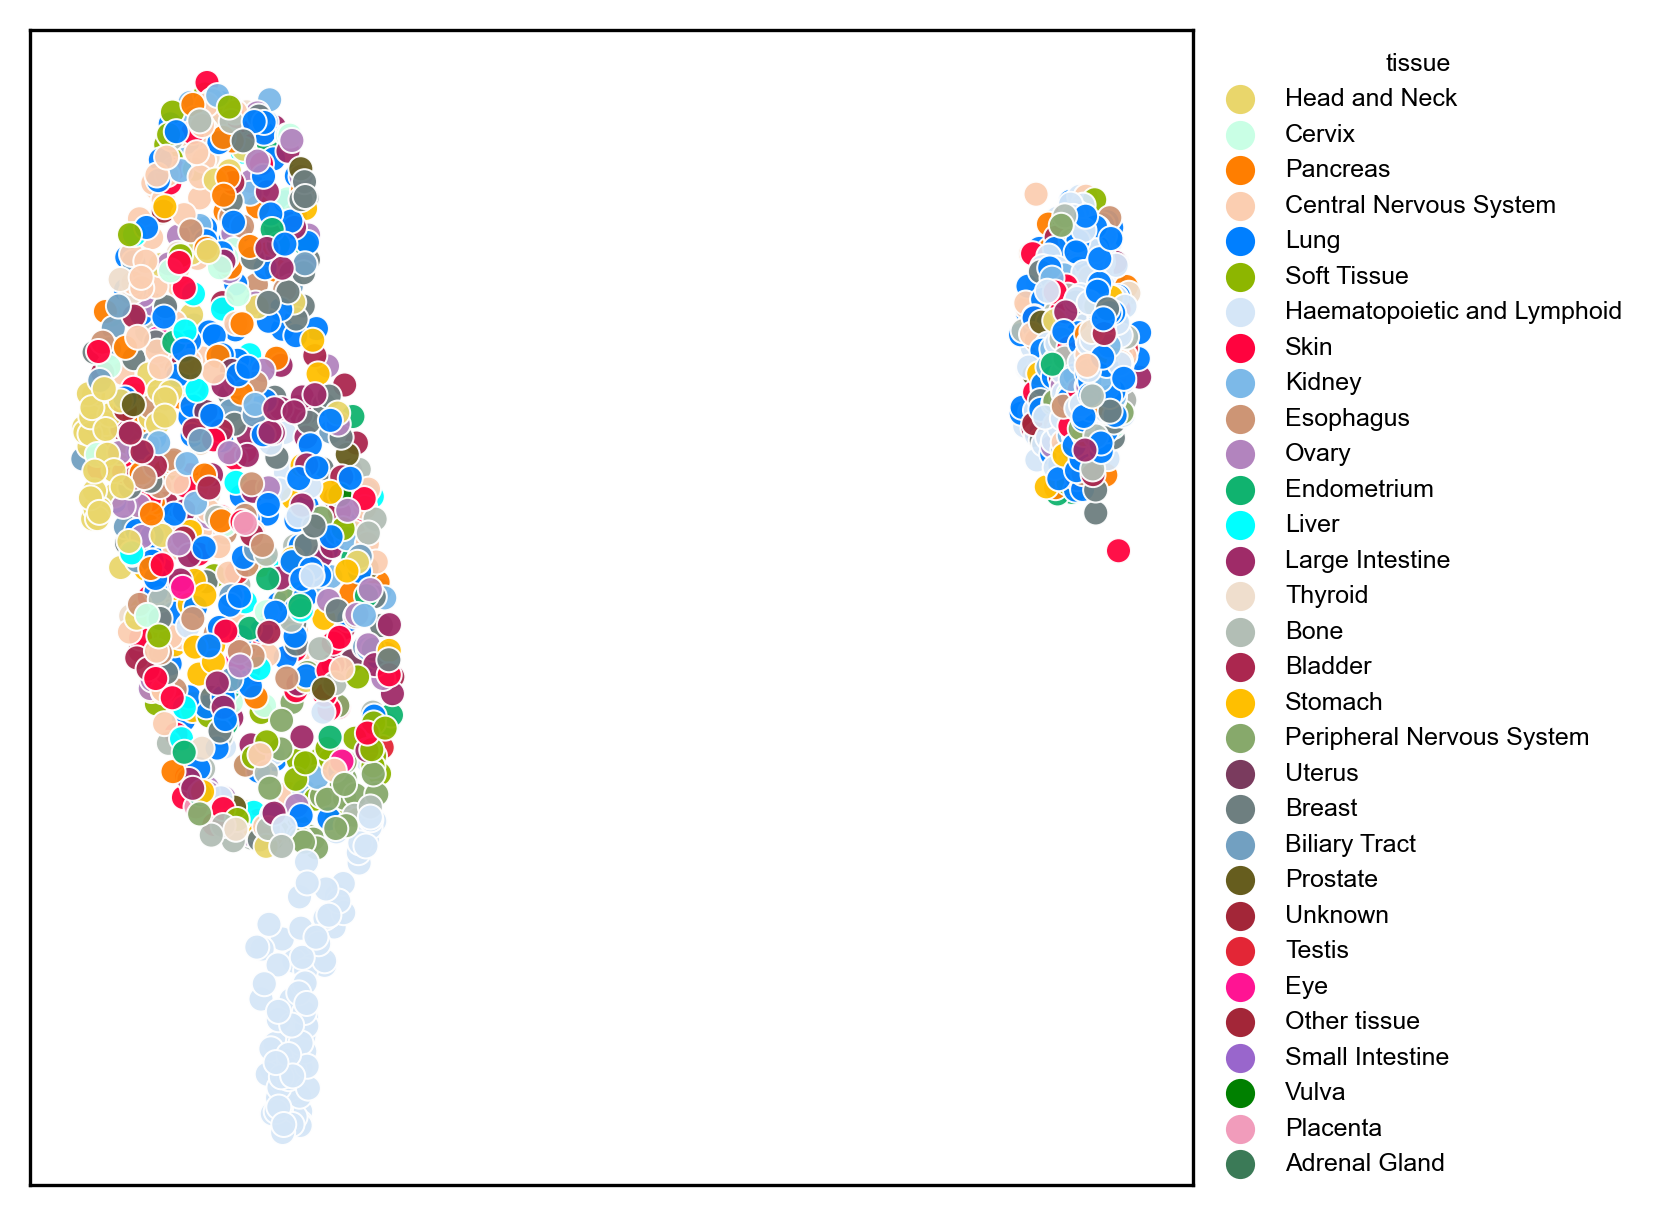 tissue
Head and Neck
Cervix
Pancreas
Central Nervous System
Lung
Soft Tissue
Haematopoietic and Lymphoid
Skin
Kidney
Esophagus
Ovary
Endometrium
Liver
Large Intestine
Thyroid
Bone
Bladder
Stomach
Peripheral Nervous System
Uterus
Breast
Biliary Tract
Prostate
Unknown
Testis
Eye
Other tissue
Small Intestine
Vulva
Placenta
Adrenal Gland